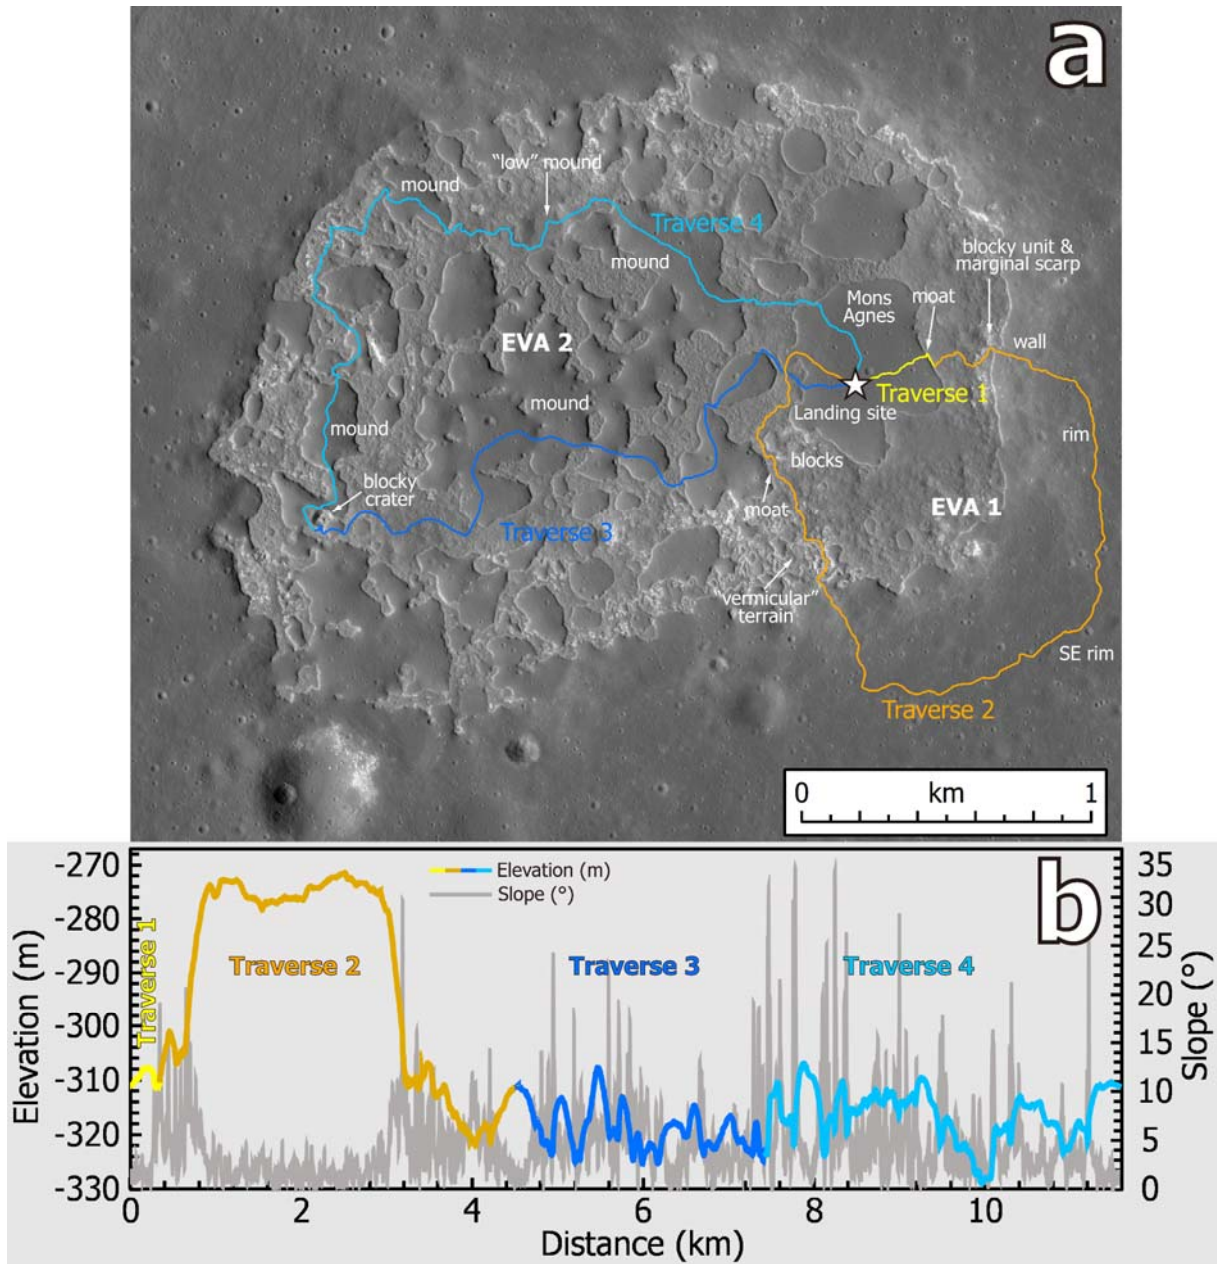 a
"low" mound
mound
Traverse 4
mound
blocky unit &
marginal scarp
Mons
Agnes
moat
wall
EVA 2
Traverse 1
Landing site
mound
mound
rim
blocks
blocky
crater
moat
EVA 1
Traverse 3
"vermicular"
terrain
SE rim
Traverse 2
0 km 1
b
Elevation (m)
Slope (°)
-270
-280
-290
-300
-310
-320
-330
Elevation (m)
Traverse 1
Traverse 2
Traverse 3
Traverse 4
35
30
25
20
15
10
5
0
Slope (°)
0 2 4 6 8 10
Distance (km)